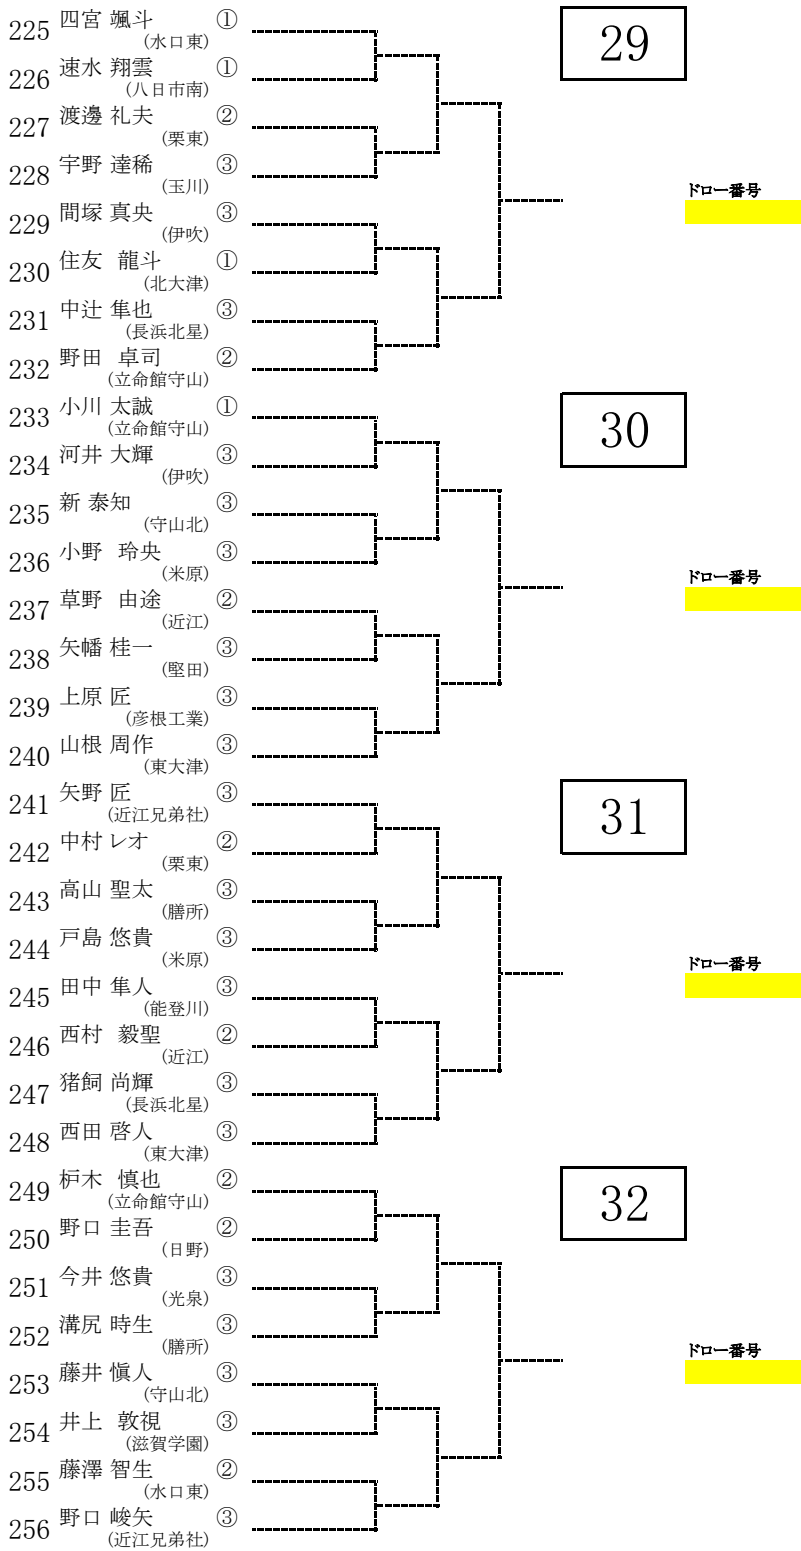 225 四宮 颯斗 ①
(水口東)
29
226 速水 翔雲 ①
(八日市南)
227 渡邊 礼夫 ②
(栗東)
228 宇野 達稀 ③
(玉川)
ドロー番号
229 間塚 真央 ③
(伊吹)
230 住友 龍斗 ①
(北大津)
231 中辻 隼也 ③
(長浜北星)
232 野田 卓司 ②
(立命館守山)
233 小川 太誠 ①
(立命館守山)
30
234 河井 大輝 ③
(伊吹)
235 新 泰知 ③
(守山北)
236 小野 玲央 ③
(米原)
ドロー番号
237 草野 由途 ②
(近江)
238 矢幡 桂一 ③
(堅田)
239 上原 匠 ③
(彦根工業)
240 山根 周作 ③
(東大津)
241 矢野 匠 ③
(近江兄弟社)
31
242 中村 レオ ②
(栗東)
243 高山 聖太 ③
(膳所)
244 戸島 悠貴 ③
(米原)
ドロー番号
245 田中 隼人 ③
(能登川)
246 西村 毅聖 ②
(近江)
247 猪飼 尚輝 ③
(長浜北星)
248 西田 啓人 ③
(東大津)
249 枦木 慎也 ②
(立命館守山)
32
250 野口 圭吾 ②
(日野)
251 今井 悠貴 ③
(光泉)
252 溝尻 時生 ③
(膳所)
ドロー番号
253 藤井 愼人 ③
(守山北)
254 井上 敦視 ③
(滋賀学園)
255 藤澤 智生 ②
(水口東)
256 野口 峻矢 ③
(近江兄弟社)